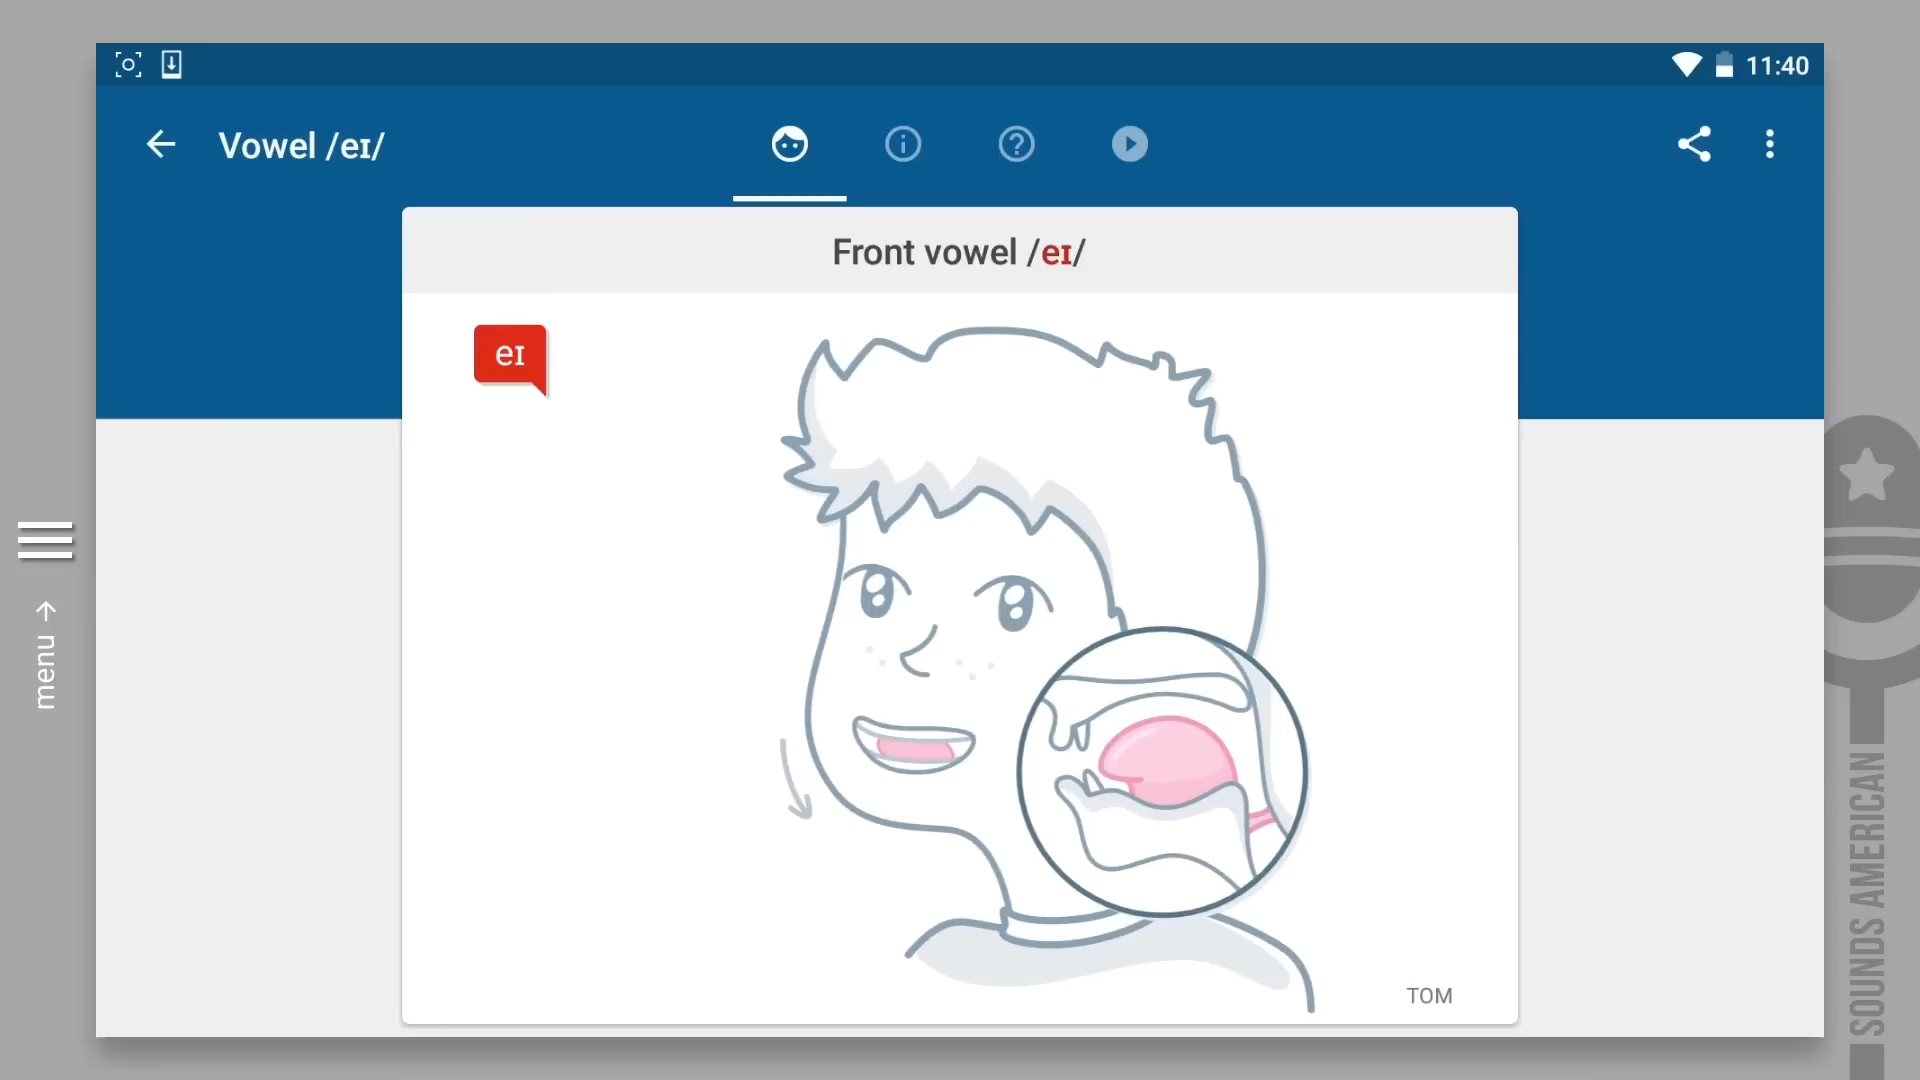 11:40
Vowel /eɪ/
Front vowel /eɪ/
eɪ
menu
TOM
SOUNDS AMERICAN